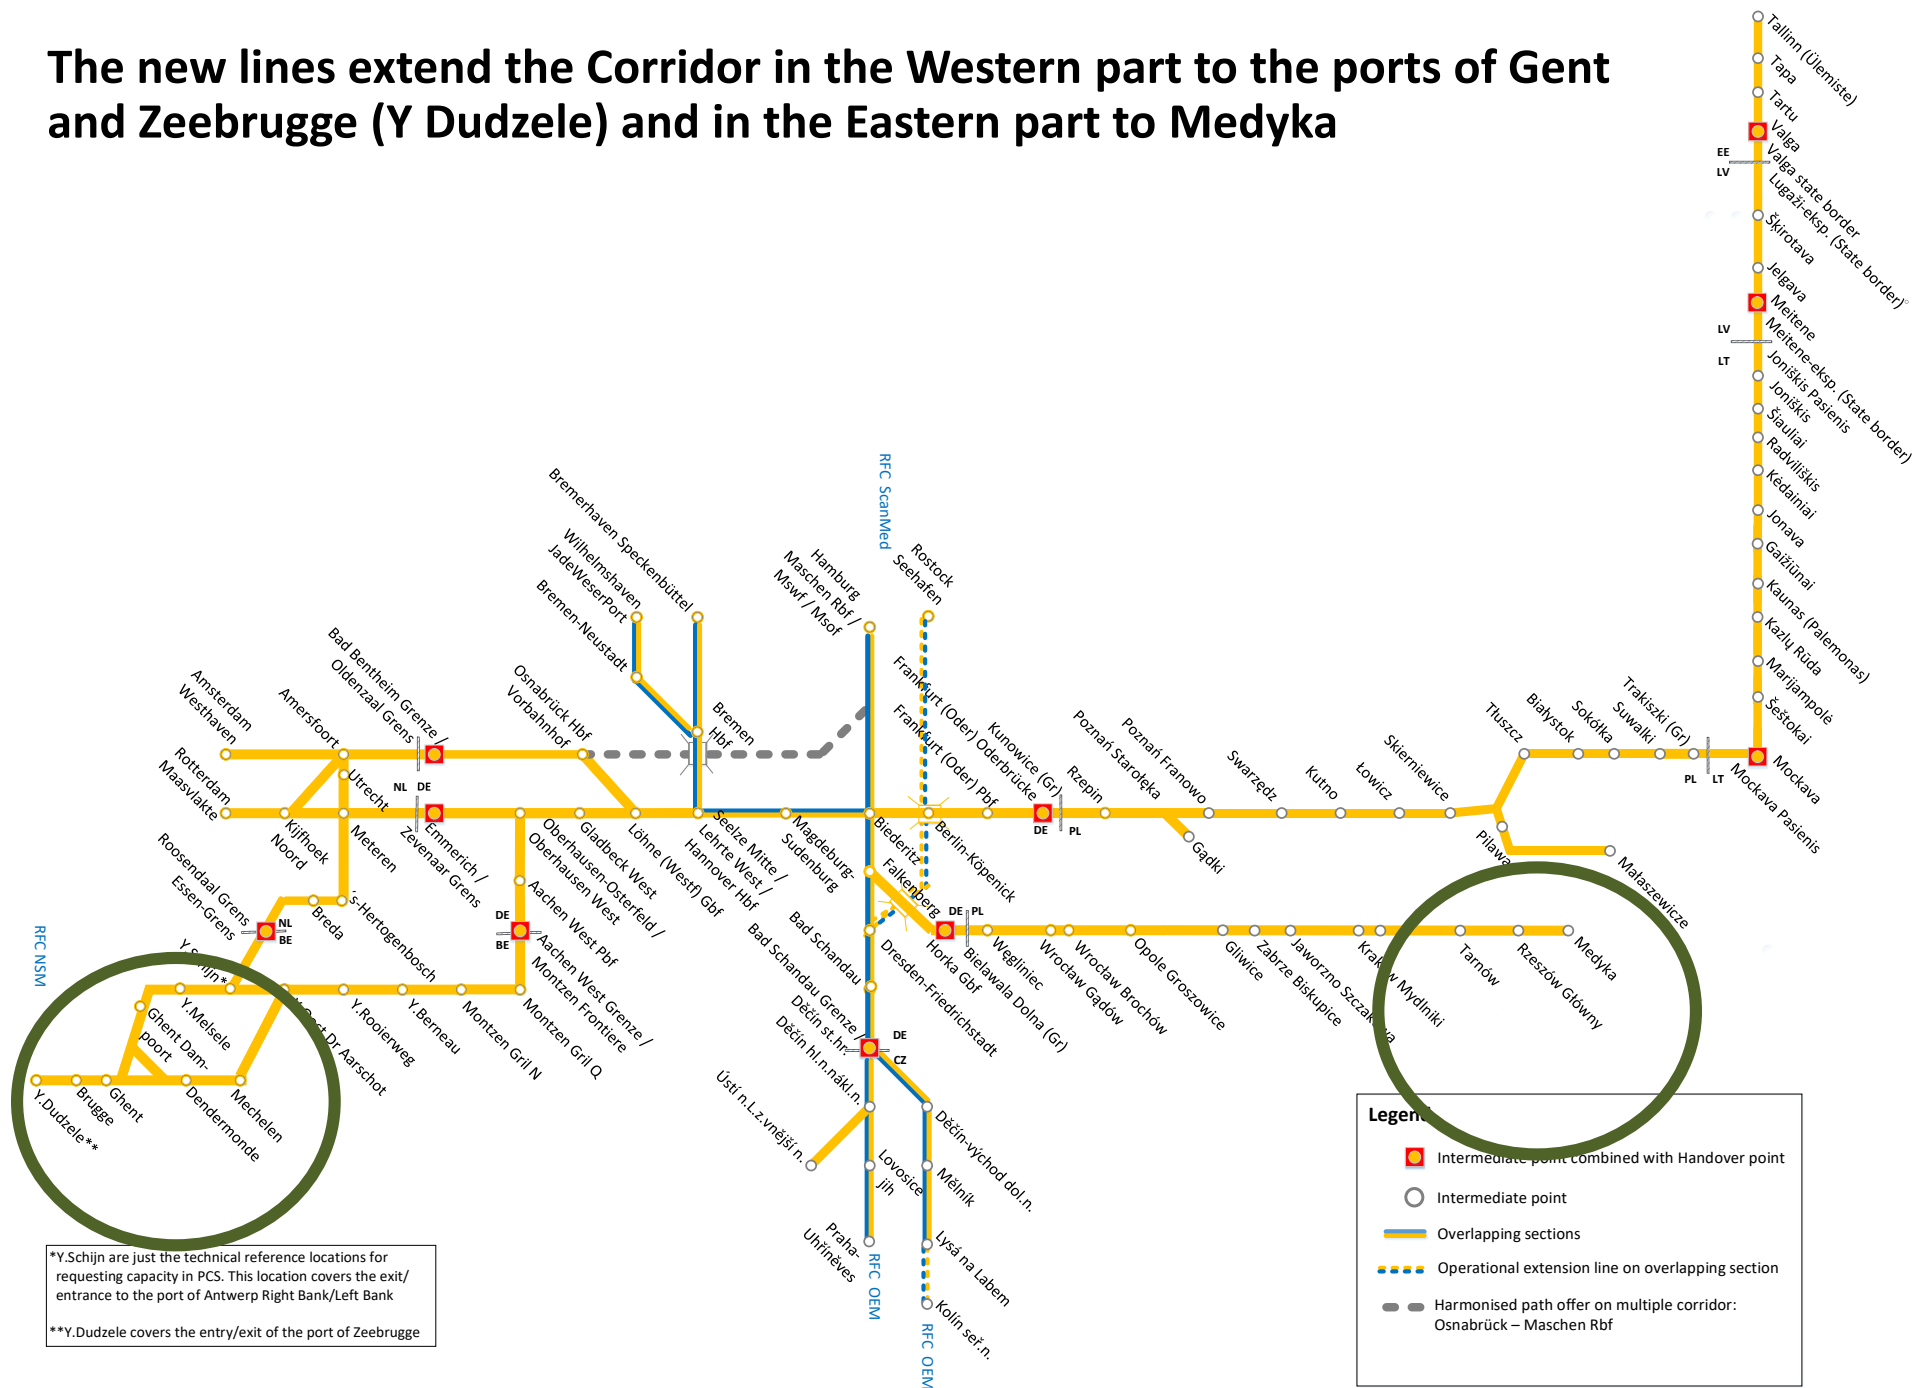 The new lines extend the Corridor in the Western part to the ports of Gent
and Zeebrugge (Y Dudzele) and in the Eastern part to Medyka
Tallinn (Ülemiste)
Tapa
Tartu
Valga
Valga state border
EE
LV
Lugaži-eksp. (State border)
Šķirotava
Jelgava
Meitene
Meitene-eksp. (State border)
LV
LT
Joniškis Pasienis
Joniškis
Šiauliai
Radviliškis
Kėdainiai
Jonava
Gaižiūnai
Kaunas (Palemonas)
Kazlų Rūda
Marijampolė
Šeštokai
Mockava
Mockava Pasienis
PL
LT
Trakiszki (Gr)
Suwalki
Sokółka
Białystok
Tłuszcz
Pilawa
Małaszewicze
Skierniewice
Łowicz
Kutno
Swarzędz
Poznań Franowo
Poznań Starołęka
Gądki
Rzepin
Kunowice (Gr)
DE
PL
Frankfurt (Oder) Oderbrücke
Frankfurt (Oder) Pbf
Berlin-Köpenick
Rostock
Seehafen
RFC ScanMed
Hamburg
Maschen Rbf /
Mswf / Msof
Bremerhaven Speckenbüttel
Wilhelmshaven
JadeWeserPort
Bremen-Neustadt
Bremen
Hbf
Osnabrück Hbf
Vorbahnhof
Bad Bentheim Grenze /
Oldenzaal Grens
Amersfoort
Amsterdam
Westhaven
Rotterdam
Maasvlakte
Utrecht
NL
DE
Kijfhoek
Noord
Meteren
Emmerich /
Zevenaar Grens
Oberhausen-Osterfeld /
Oberhausen West
Gladbeck West
Löhne (Westf) Gbf
Seelze Mitte /
Lehrte West /
Hannover Hbf
Magdeburg-
Sudenburg
Biederitz
Falkenberg
Roosendaal Grens
Essen-Grens
NL
BE
Breda
's-Hertogenbosch
DE
BE
Aachen West Pbf
Aachen West Grenze /
Montzen Frontiere
Montzen Gril Q
Montzen Gril N
Y.Berneau
Y.Rooierweg
Y.Oost Dr Aarschot
Y.Schijn*
Y.Melsele
Ghent Dam-
poort
RFC NSM
Y.Dudzele**
Brugge
Ghent
Dendermonde
Mechelen
DE
PL
Horka Gbf
Bielawa Dolna (Gr)
Węgliniec
Wrocław Gądów
Wrocław Brochów
Opole Groszowice
Gliwice
Zabrze Biskupice
Jaworzno Szczakowa
Kraków Mydlniki
Tarnów
Rzeszów Główny
Medyka
Dresden-Friedrichstadt
Bad Schandau
Bad Schandau Grenze /
Děčín st.hr.
DE
CZ
Děčín hl.n.nákl.n.
Ústí n.L.z.vnější n.
Děčín-východ dol.n.
Lovosice
jih
Mělník
Praha-
Uhříněves
Lysá na Labem
Kolín seř.n.
RFC OEM
RFC OEM
*Y.Schijn are just the technical reference locations for
requesting capacity in PCS. This location covers the exit/
entrance to the port of Antwerp Right Bank/Left Bank
**Y.Dudzele covers the entry/exit of the port of Zeebrugge
Legend
Intermediate point combined with Handover point
Intermediate point
Overlapping sections
Operational extension line on overlapping section
Harmonised path offer on multiple corridor:
Osnabrück – Maschen Rbf